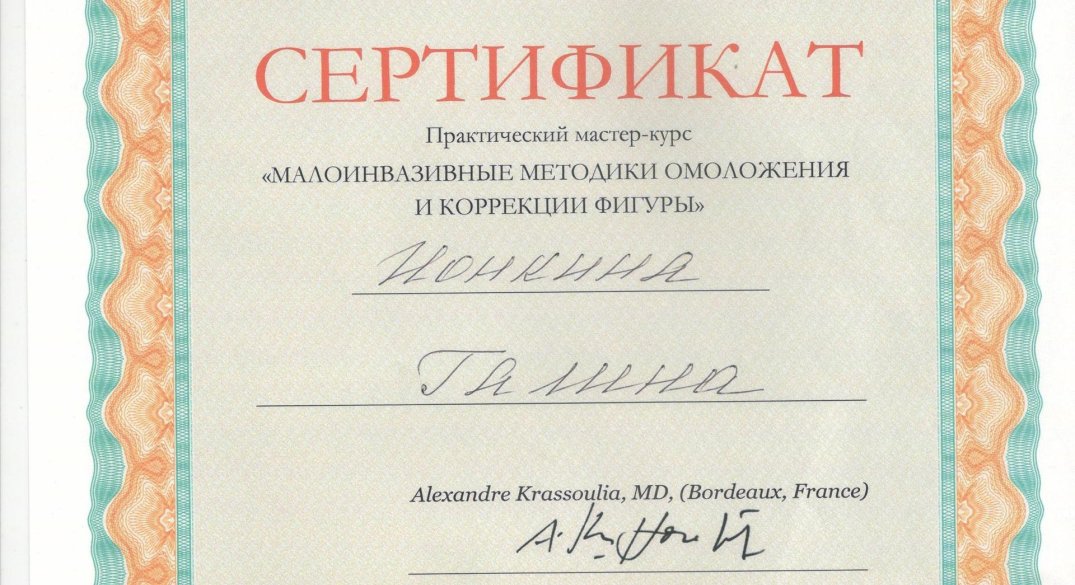 СЕРТИФИКАТ
Практический мастер-курс
«МАЛОИНВАЗИВНЫЕ МЕТОДИКИ ОМОЛОЖЕНИЯ
И КОРРЕКЦИИ ФИГУРЫ»
Ионкина
Галина
Alexandre Krassoulia, MD, (Bordeaux, France)